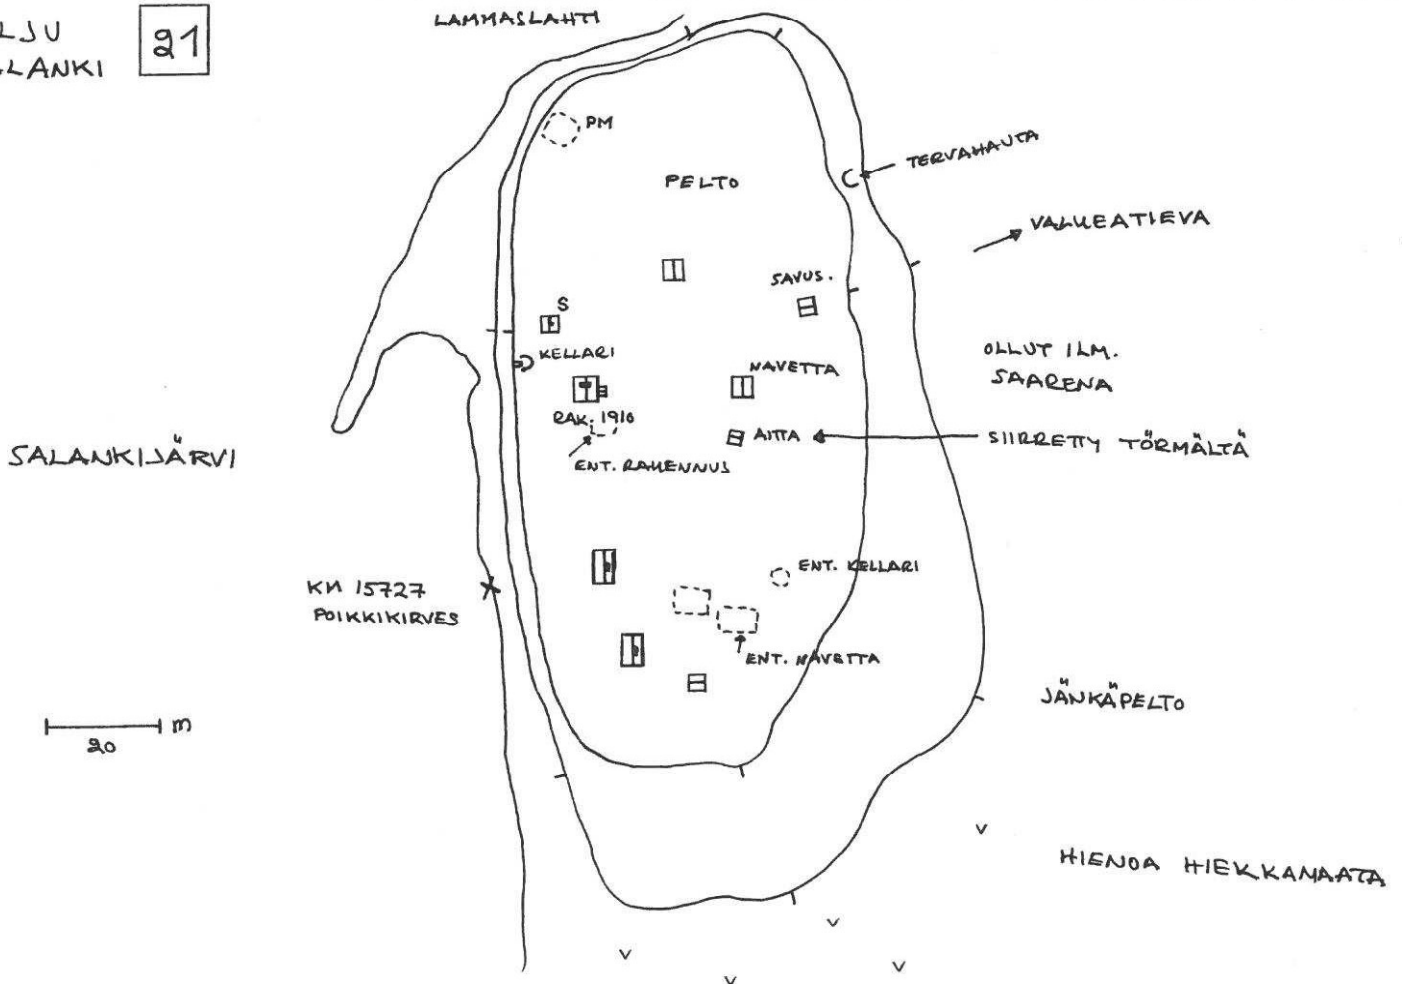 LJU
LANKI
21
LAMMASLAHTI
PM
PELTO
TERVAHAUTA
VALKEATIEVA
SAVUS.
S
KELLARI
NAVETTA
OLLUT ILM.
SAARENA
RAK. 1910
AITTA
SIIRRETTY TÖRMÄLTÄ
ENT. RAKENNUS
SALANKIJÄRVI
ENT. KELLARI
KM 15727
POIKKIKIRVES
ENT. NAVETTA
JÄNKÄPELTO
20 m
HIENOA HIEKKAMAATA